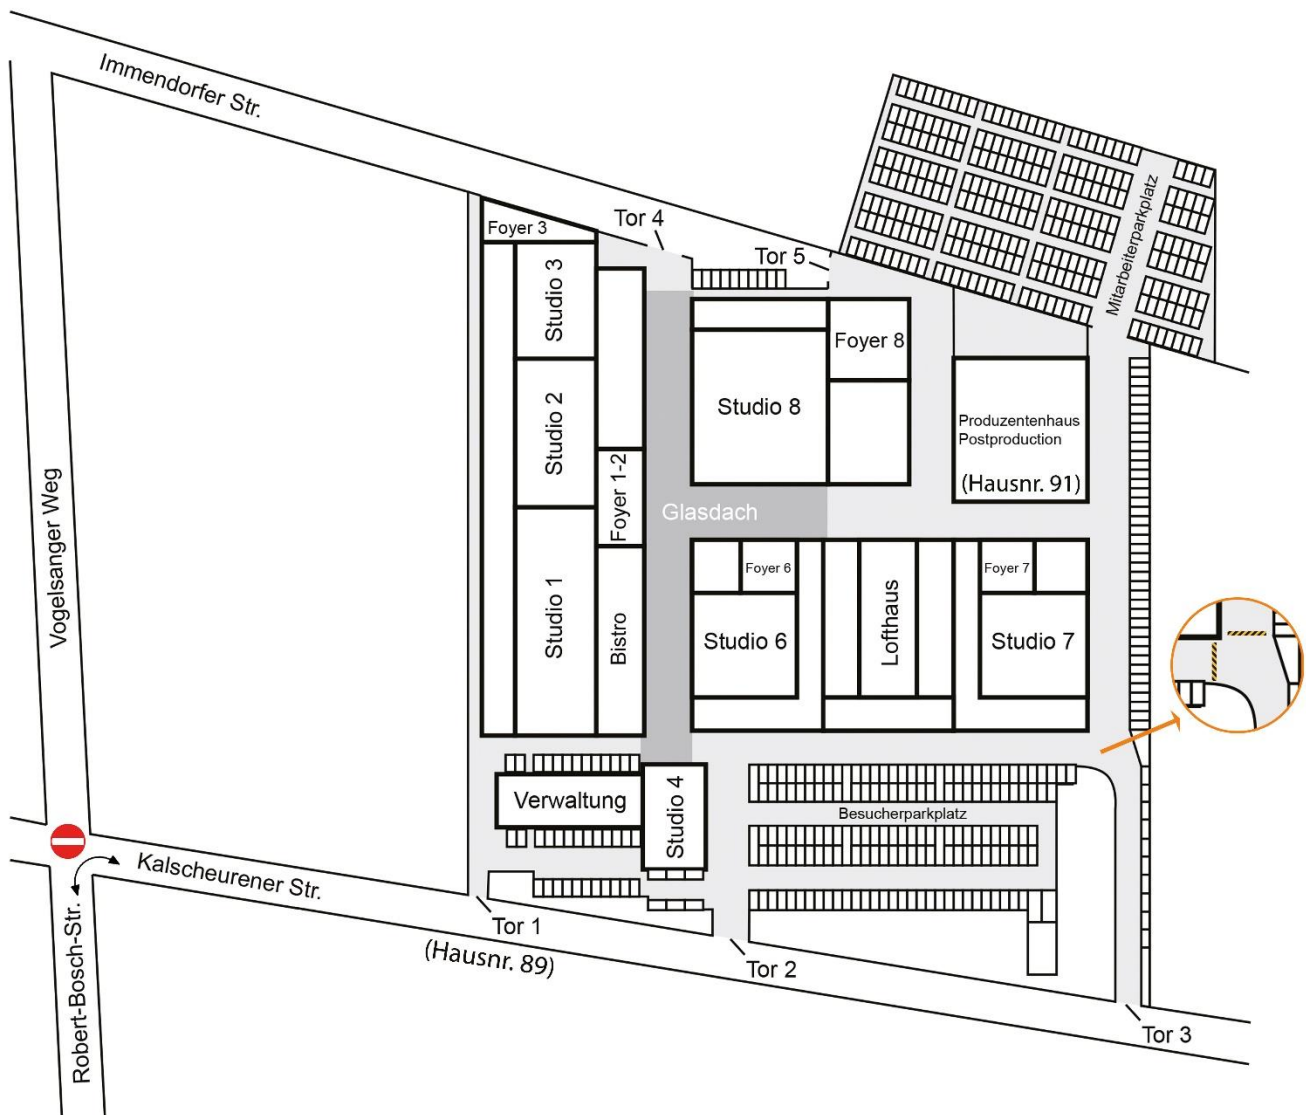 Immendorfer Str.
Mitarbeiterparkplatz
Foyer 3
Tor 4
Tor 5
Studio 3
Foyer 8
Studio 2
Studio 8
Produzentenhaus
Postproduction
(Hausnr. 91)
Vogelsanger Weg
Foyer 1-2
Glasdach
Studio 1
Bistro
Foyer 6
Foyer 7
Studio 6
Lofthaus
Studio 7
Verwaltung
Studio 4
Besucherparkplatz
Kalscheurener Str.
Robert-Bosch-Str.
Tor 1
(Hausnr. 89)
Tor 2
Tor 3